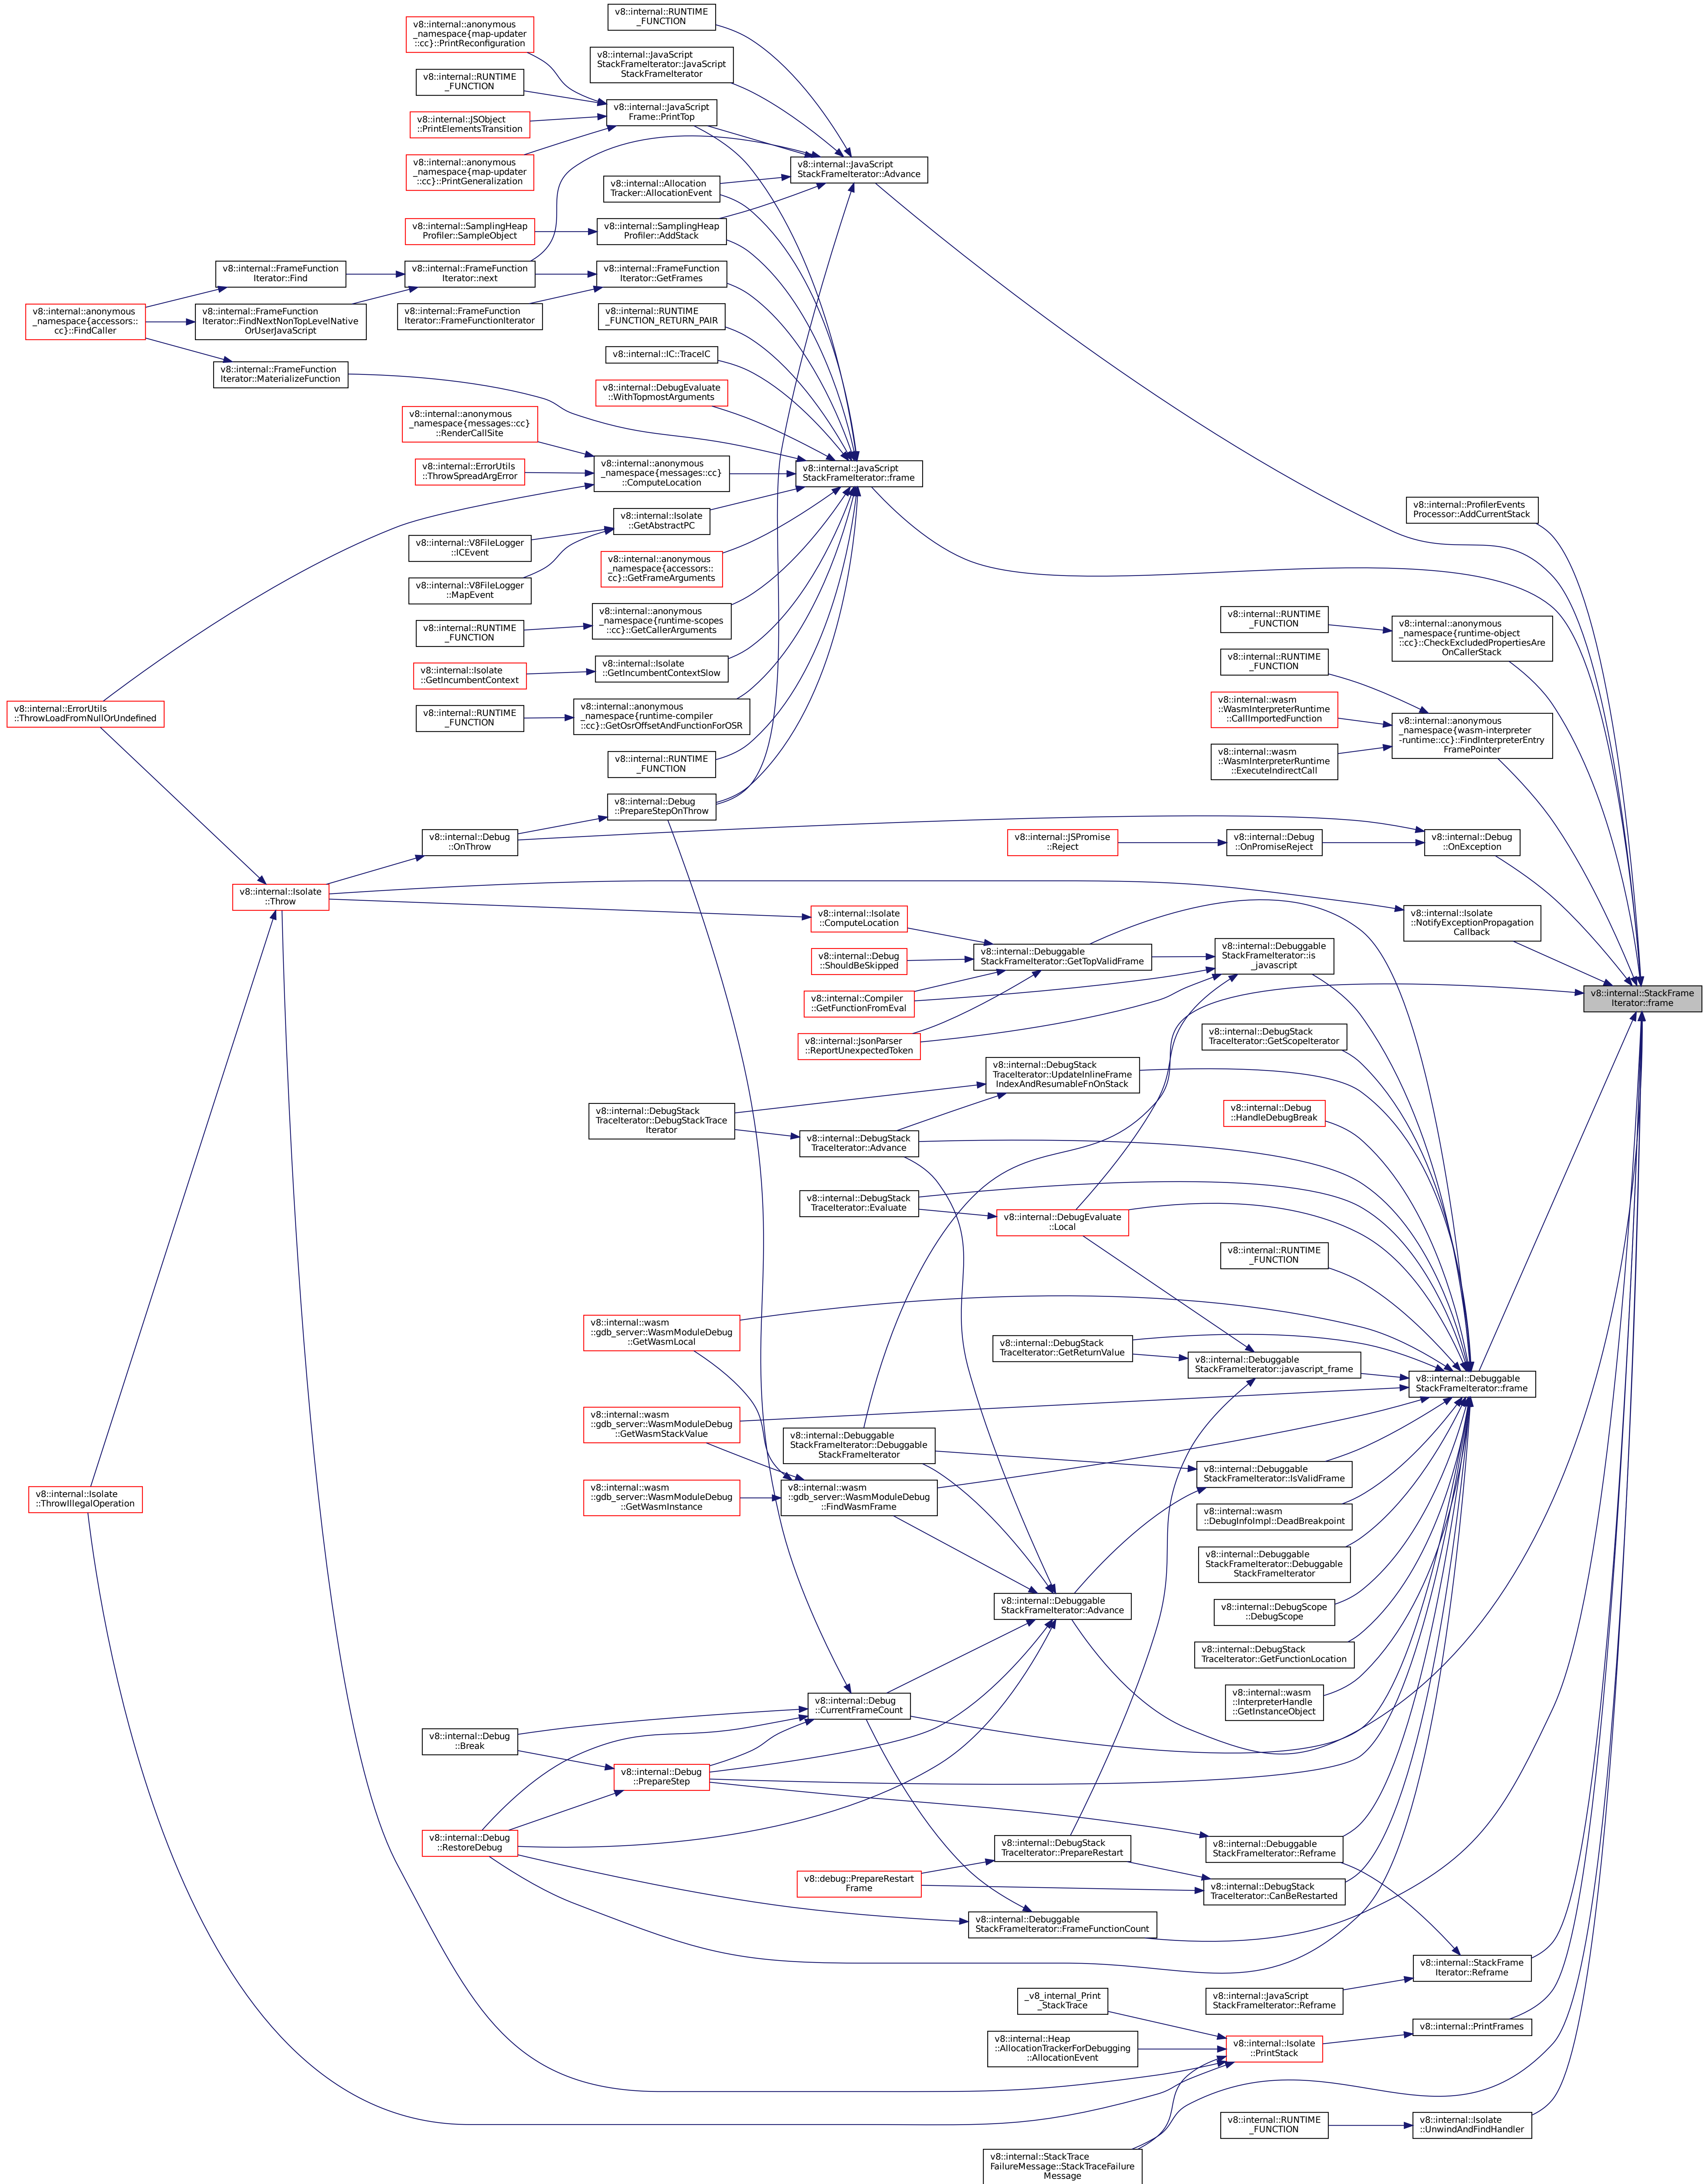 v8::internal::RUNTIME
_FUNCTION
v8::internal::anonymous
_namespace{map-updater
::cc}::PrintReconfiguration
v8::internal::JavaScript
StackFrameIterator::JavaScript
StackFrameIterator
v8::internal::RUNTIME
_FUNCTION
v8::internal::JavaScript
Frame::PrintTop
v8::internal::JSObject
::PrintElementsTransition
v8::internal::anonymous
_namespace{map-updater
::cc}::PrintGeneralization
v8::internal::JavaScript
StackFrameIterator::Advance
v8::internal::Allocation
Tracker::AllocationEvent
v8::internal::SamplingHeap
Profiler::SampleObject
v8::internal::SamplingHeap
Profiler::AddStack
v8::internal::FrameFunction
Iterator::Find
v8::internal::FrameFunction
Iterator::next
v8::internal::FrameFunction
Iterator::GetFrames
v8::internal::anonymous
_namespace{accessors::
cc}::FindCaller
v8::internal::FrameFunction
Iterator::FindNextNonTopLevelNative
OrUserJavaScript
v8::internal::FrameFunction
Iterator::FrameFunctionIterator
v8::internal::RUNTIME
_FUNCTION_RETURN_PAIR
v8::internal::IC::TraceIC
v8::internal::FrameFunction
Iterator::MaterializeFunction
v8::internal::DebugEvaluate
::WithTopmostArguments
v8::internal::anonymous
_namespace{messages::cc}
::RenderCallSite
v8::internal::ErrorUtils
::ThrowSpreadArgError
v8::internal::anonymous
_namespace{messages::cc}
::ComputeLocation
v8::internal::JavaScript
StackFrameIterator::frame
v8::internal::ProfilerEvents
Processor::AddCurrentStack
v8::internal::Isolate
::GetAbstractPC
v8::internal::V8FileLogger
::ICEvent
v8::internal::V8FileLogger
::MapEvent
v8::internal::anonymous
_namespace{accessors::
cc}::GetFrameArguments
v8::internal::RUNTIME
_FUNCTION
v8::internal::anonymous
_namespace{runtime-scopes
::cc}::GetCallerArguments
v8::internal::RUNTIME
_FUNCTION
v8::internal::anonymous
_namespace{runtime-object
::cc}::CheckExcludedPropertiesAre
OnCallerStack
v8::internal::Isolate
::GetIncumbentContext
v8::internal::Isolate
::GetIncumbentContextSlow
v8::internal::RUNTIME
_FUNCTION
v8::internal::ErrorUtils
::ThrowLoadFromNullOrUndefined
v8::internal::RUNTIME
_FUNCTION
v8::internal::anonymous
_namespace{runtime-compiler
::cc}::GetOsrOffsetAndFunctionForOSR
v8::internal::wasm
::WasmInterpreterRuntime
::CallImportedFunction
v8::internal::anonymous
_namespace{wasm-interpreter
-runtime::cc}::FindInterpreterEntry
FramePointer
v8::internal::RUNTIME
_FUNCTION
v8::internal::wasm
::WasmInterpreterRuntime
::ExecuteIndirectCall
v8::internal::Debug
::PrepareStepOnThrow
v8::internal::Debug
::OnThrow
v8::internal::JSPromise
::Reject
v8::internal::Debug
::OnPromiseReject
v8::internal::Debug
::OnException
v8::internal::Isolate
::Throw
v8::internal::Isolate
::ComputeLocation
v8::internal::Isolate
::NotifyExceptionPropagation
Callback
v8::internal::Debug
::ShouldBeSkipped
v8::internal::Debuggable
StackFrameIterator::GetTopValidFrame
v8::internal::Debuggable
StackFrameIterator::is
_javascript
v8::internal::Compiler
::GetFunctionFromEval
v8::internal::StackFrame
Iterator::frame
v8::internal::JsonParser
::ReportUnexpectedToken
v8::internal::DebugStack
TraceIterator::GetScopeIterator
v8::internal::DebugStack
TraceIterator::UpdateInlineFrame
IndexAndResumableFnOnStack
v8::internal::DebugStack
TraceIterator::DebugStackTrace
Iterator
v8::internal::Debug
::HandleDebugBreak
v8::internal::DebugStack
TraceIterator::Advance
v8::internal::DebugStack
TraceIterator::Evaluate
v8::internal::DebugEvaluate
::Local
v8::internal::RUNTIME
_FUNCTION
v8::internal::wasm
::gdb_server::WasmModuleDebug
::GetWasmLocal
v8::internal::DebugStack
TraceIterator::GetReturnValue
v8::internal::Debuggable
StackFrameIterator::javascript_frame
v8::internal::Debuggable
StackFrameIterator::frame
v8::internal::wasm
::gdb_server::WasmModuleDebug
::GetWasmStackValue
v8::internal::Debuggable
StackFrameIterator::Debuggable
StackFrameIterator
v8::internal::Debuggable
StackFrameIterator::IsValidFrame
v8::internal::Isolate
::ThrowIllegalOperation
v8::internal::wasm
::gdb_server::WasmModuleDebug
::GetWasmInstance
v8::internal::wasm
::gdb_server::WasmModuleDebug
::FindWasmFrame
v8::internal::wasm
::DebugInfoImpl::DeadBreakpoint
v8::internal::Debuggable
StackFrameIterator::Debuggable
StackFrameIterator
v8::internal::Debuggable
StackFrameIterator::Advance
v8::internal::DebugScope
::DebugScope
v8::internal::DebugStack
TraceIterator::GetFunctionLocation
v8::internal::wasm
::InterpreterHandle
::GetInstanceObject
v8::internal::Debug
::CurrentFrameCount
v8::internal::Debug
::Break
v8::internal::Debug
::PrepareStep
v8::internal::Debug
::RestoreDebug
v8::internal::DebugStack
TraceIterator::PrepareRestart
v8::internal::Debuggable
StackFrameIterator::Reframe
v8::debug::PrepareRestart
Frame
v8::internal::DebugStack
TraceIterator::CanBeRestarted
v8::internal::Debuggable
StackFrameIterator::FrameFunctionCount
v8::internal::StackFrame
Iterator::Reframe
_v8_internal_Print
_StackTrace
v8::internal::JavaScript
StackFrameIterator::Reframe
v8::internal::PrintFrames
v8::internal::Heap
::AllocationTrackerForDebugging
::AllocationEvent
v8::internal::Isolate
::PrintStack
v8::internal::RUNTIME
_FUNCTION
v8::internal::Isolate
::UnwindAndFindHandler
v8::internal::StackTrace
FailureMessage::StackTraceFailure
Message